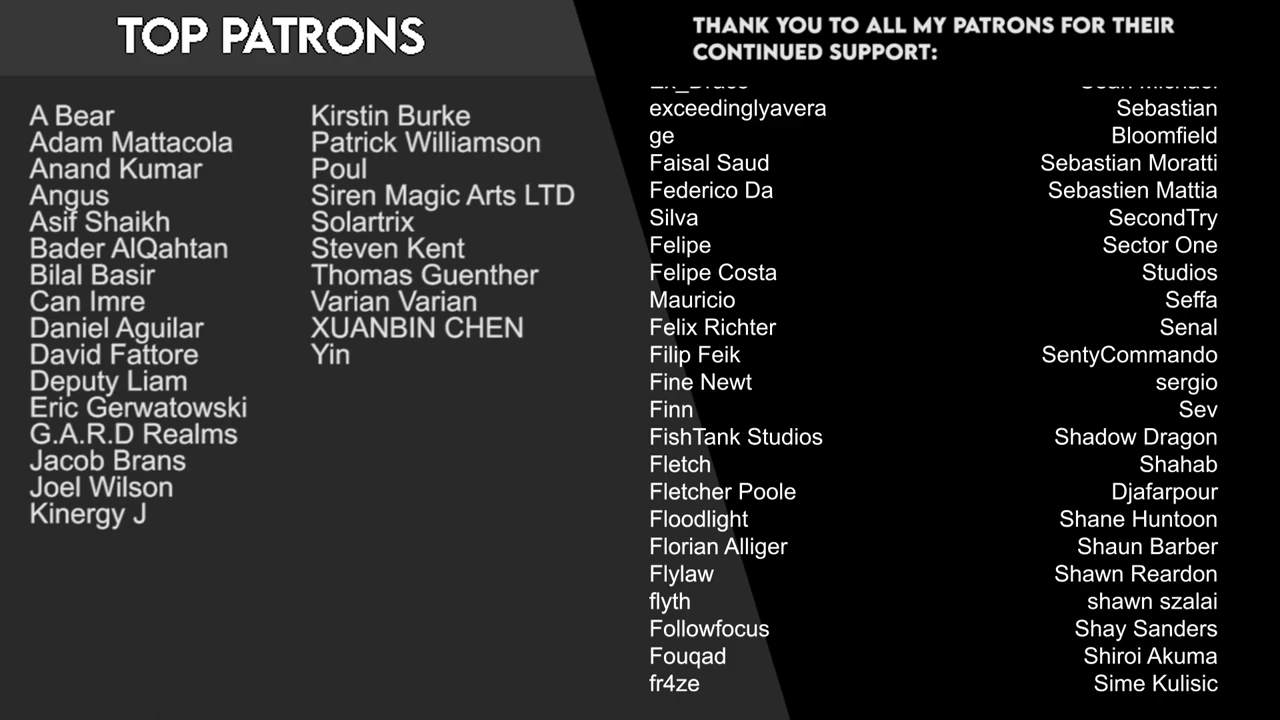 TOP PATRONS
A Bear
Adam Mattacola
Anand Kumar
Angus
Asif Shaikh
Bader AlQahtan
Bilal Basir
Can Imre
Daniel Aguilar
David Fattore
Deputy Liam
Eric Gerwatowski
G.A.R.D Realms
Jacob Brans
Joel Wilson
Kinergy J
Kirstin Burke
Patrick Williamson
Poul
Siren Magic Arts LTD
Solartrix
Steven Kent
Thomas Guenther
Varian Varian
XUANBIN CHEN
Yin
THANK YOU TO ALL MY PATRONS FOR THEIR
CONTINUED SUPPORT:
exceedinglyavera
ge
Faisal Saud
Federico Da
Silva
Felipe
Felipe Costa
Mauricio
Felix Richter
Filip Feik
Fine Newt
Finn
FishTank Studios
Fletch
Fletcher Poole
Floodlight
Florian Alliger
Flylaw
flyth
Followfocus
Fouqad
fr4ze
Sebastian
Bloomfield
Sebastian Moratti
Sebastien Mattia
SecondTry
Sector One
Studios
Seffa
Senal
SentyCommando
sergio
Sev
Shadow Dragon
Shahab
Djafarpour
Shane Huntoon
Shaun Barber
Shawn Reardon
shawn szalai
Shay Sanders
Shiroi Akuma
Sime Kulisic